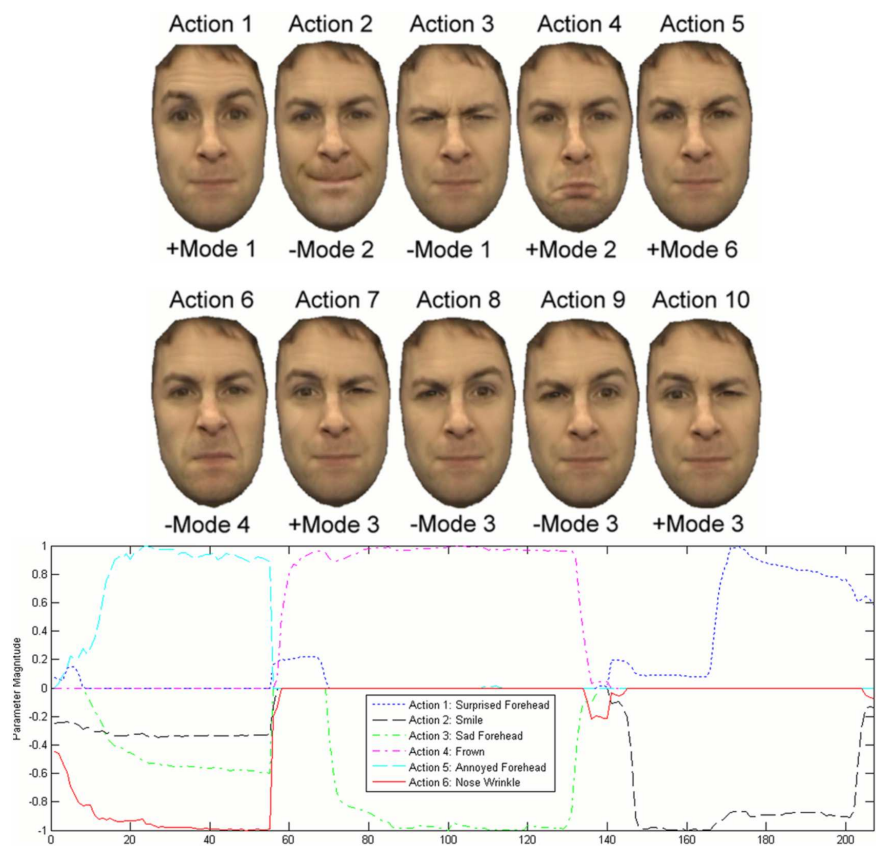 Action 1 Action 2 Action 3 Action 4 Action 5
+Mode 1 -Mode 2 -Mode 1 +Mode 2 +Mode 6
Action 6 Action 7 Action 8 Action 9 Action 10
-Mode 4 +Mode 3 -Mode 3 -Mode 3 +Mode 3
Parameter Magnitude
1
0.8
0.6
0.4
0.2
0
-0.2
-0.4
-0.6
-0.8
-1
Action 1: Surprised Forehead
Action 2: Smile
Action 3: Sad Forehead
Action 4: Frown
Action 5: Annoyed Forehead
Action 6: Nose Wrinkle
0 20 40 60 80 100 120 140 160 180 200